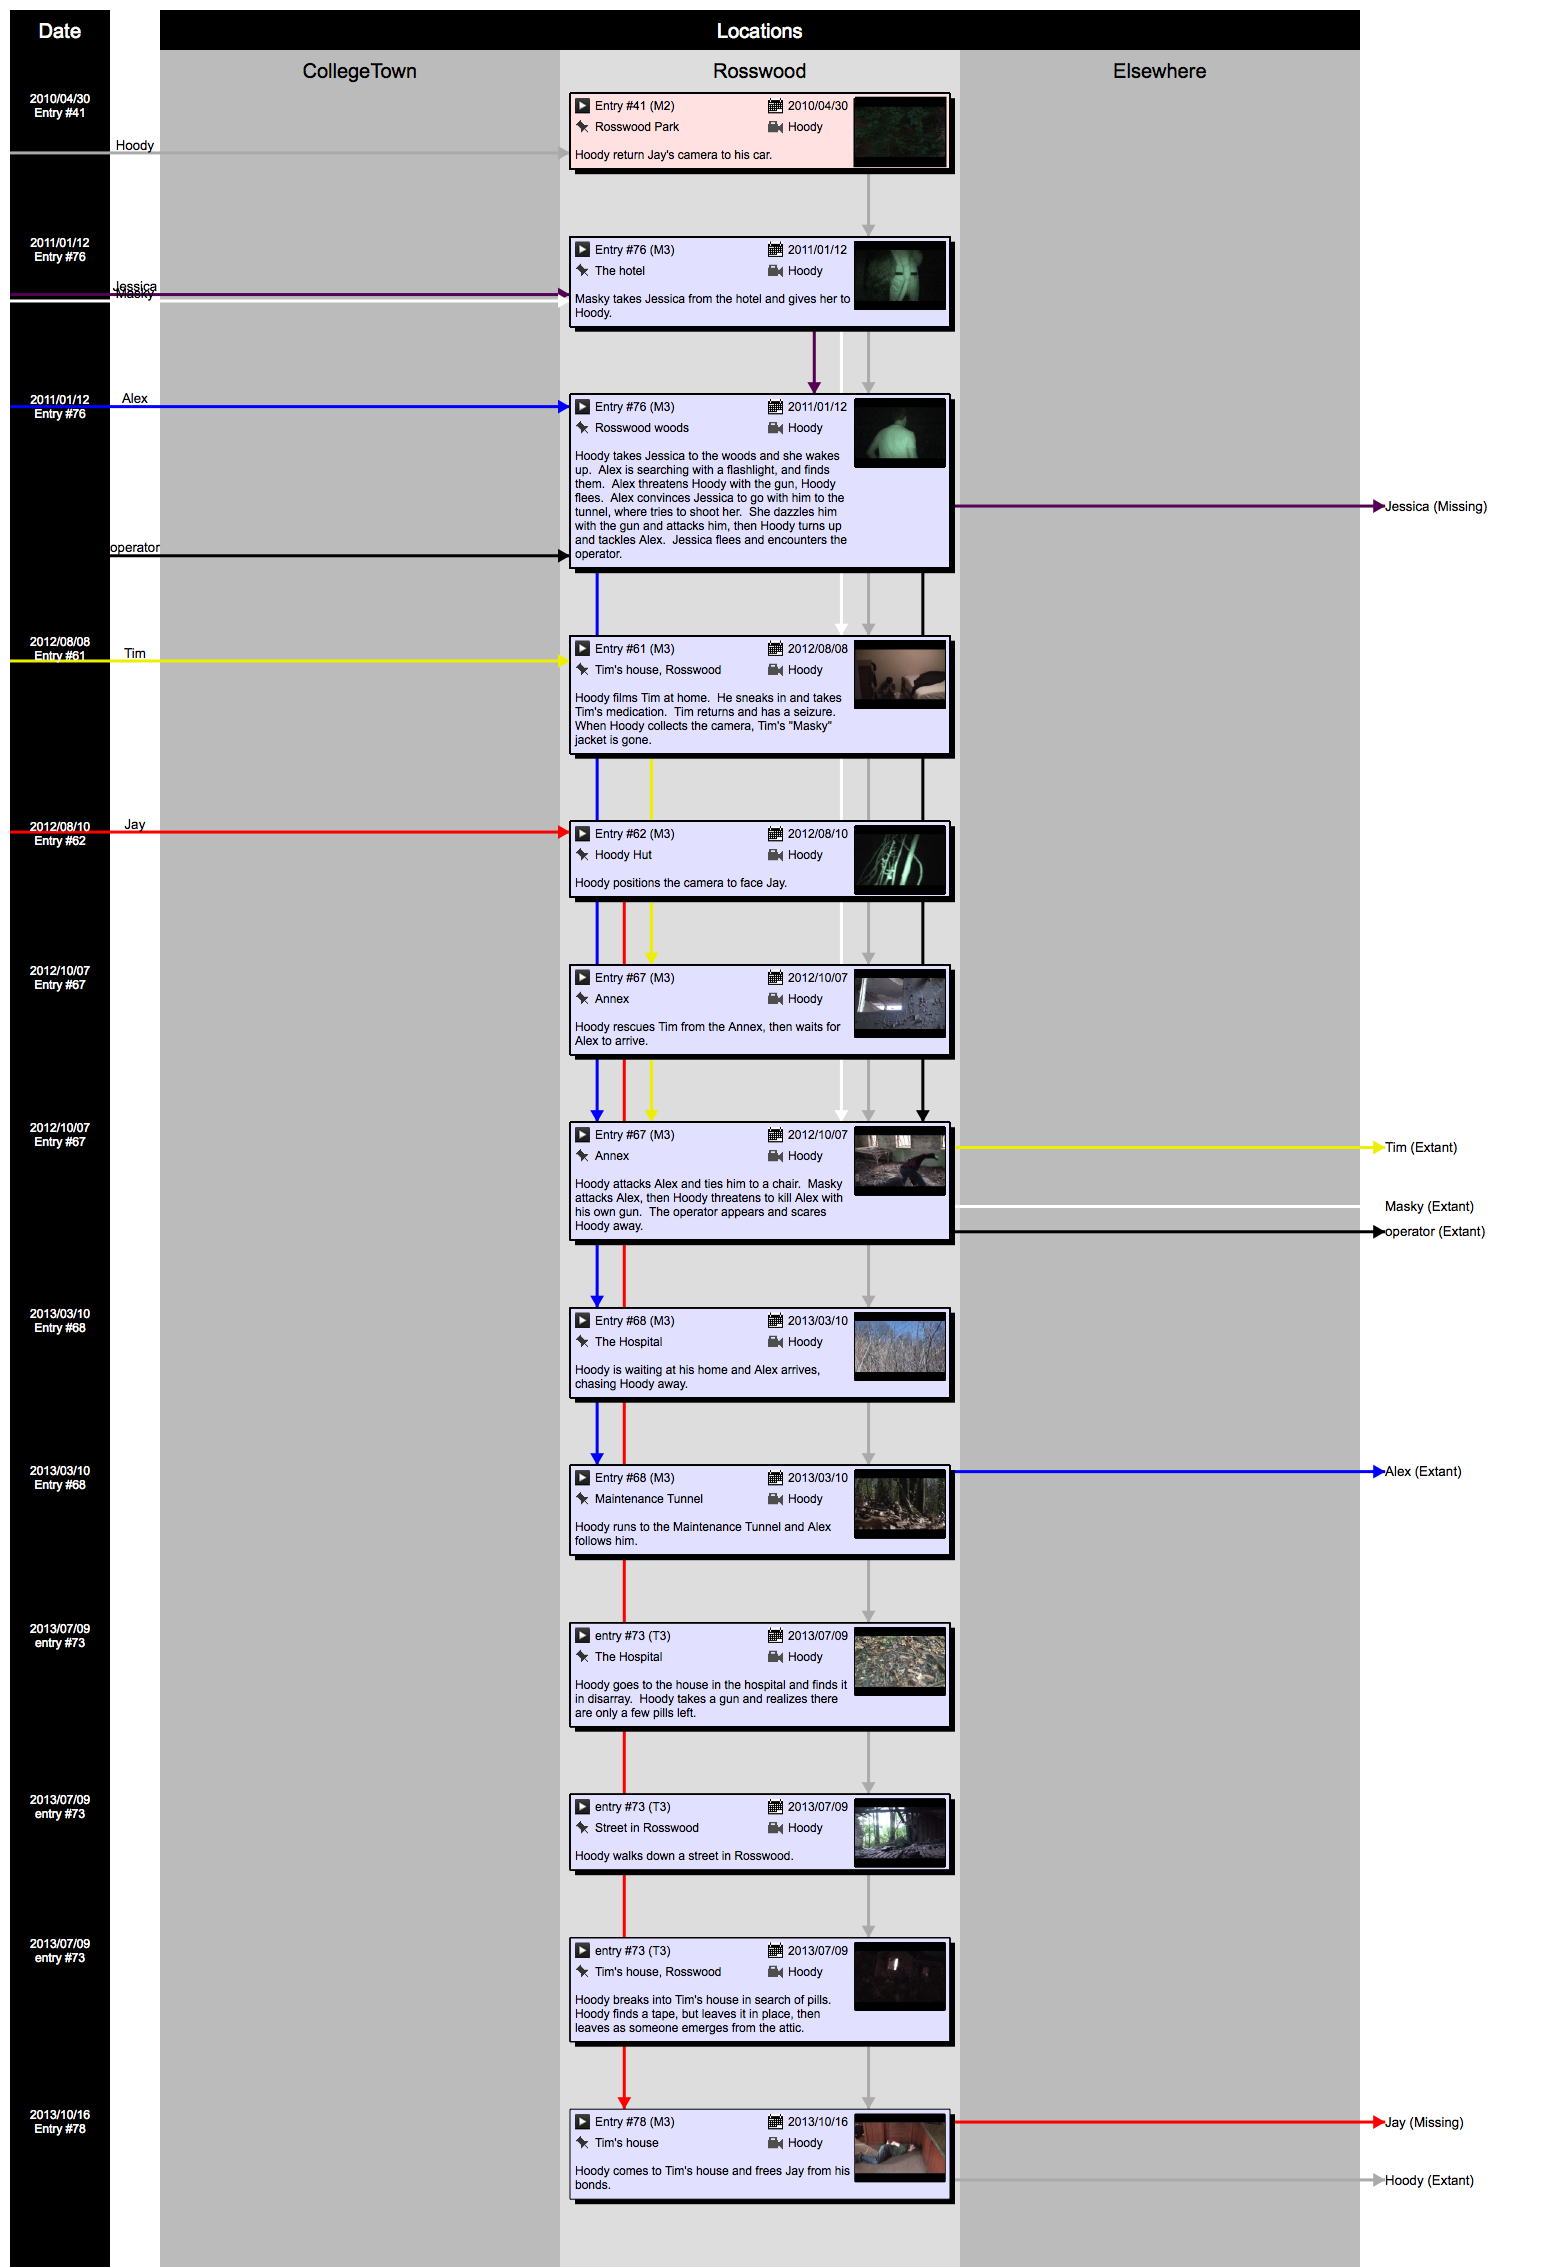 Date
Locations
CollegeTown
Rosswood
Elsewhere
2010/04/30
Entry #41
Entry #41 (M2)
2010/04/30
Rosswood Park
Hoody
Hoody return Jay's camera to his car.
Hoody
2011/01/12
Entry #76
Entry #76 (M3)
2011/01/12
The hotel
Hoody
Masky takes Jessica from the hotel and gives her to
Hoody.
Jessica
Masky
2011/01/12
Entry #76
Alex
Entry #76 (M3)
2011/01/12
Rosswood woods
Hoody
Hoody takes Jessica to the woods and she wakes
up. Alex is searching with a flashlight, and finds
them. Alex threatens Hoody with the gun, Hoody
flees. Alex convinces Jessica to go with him to the
tunnel, where tries to shoot her. She dazzles him
with the gun and attacks him, then Hoody turns up
and tackles Alex. Jessica flees and encounters the
operator.
Jessica (Missing)
operator
2012/08/08
Entry #61
Tim
Entry #61 (M3)
2012/08/08
Tim's house, Rosswood
Hoody
Hoody films Tim at home. He sneaks in and takes
Tim's medication. Tim returns and has a seizure.
When Hoody collects the camera, Tim's "Masky"
jacket is gone.
2012/08/10
Entry #62
Jay
Entry #62 (M3)
2012/08/10
Hoody Hut
Hoody
Hoody positions the camera to face Jay.
2012/10/07
Entry #67
Entry #67 (M3)
2012/10/07
Annex
Hoody
Hoody rescues Tim from the Annex, then waits for
Alex to arrive.
2012/10/07
Entry #67
Entry #67 (M3)
2012/10/07
Annex
Hoody
Hoody attacks Alex and ties him to a chair. Masky
attacks Alex, then Hoody threatens to kill Alex with
his own gun. The operator appears and scares
Hoody away.
Tim (Extant)
Masky (Extant)
operator (Extant)
2013/03/10
Entry #68
Entry #68 (M3)
2013/03/10
The Hospital
Hoody
Hoody is waiting at his home and Alex arrives,
chasing Hoody away.
2013/03/10
Entry #68
Entry #68 (M3)
2013/03/10
Maintenance Tunnel
Hoody
Hoody runs to the Maintenance Tunnel and Alex
follows him.
Alex (Extant)
2013/07/09
entry #73
entry #73 (T3)
2013/07/09
The Hospital
Hoody
Hoody goes to the house in the hospital and finds it
in disarray. Hoody takes a gun and realizes there
are only a few pills left.
2013/07/09
entry #73
entry #73 (T3)
2013/07/09
Street in Rosswood
Hoody
Hoody walks down a street in Rosswood.
2013/07/09
entry #73
entry #73 (T3)
2013/07/09
Tim's house, Rosswood
Hoody
Hoody breaks into Tim's house in search of pills.
Hoody finds a tape, but leaves it in place, then
leaves as someone emerges from the attic.
2013/10/16
Entry #78
Entry #78 (M3)
2013/10/16
Tim's house
Hoody
Hoody comes to Tim's house and frees Jay from his
bonds.
Jay (Missing)
Hoody (Extant)